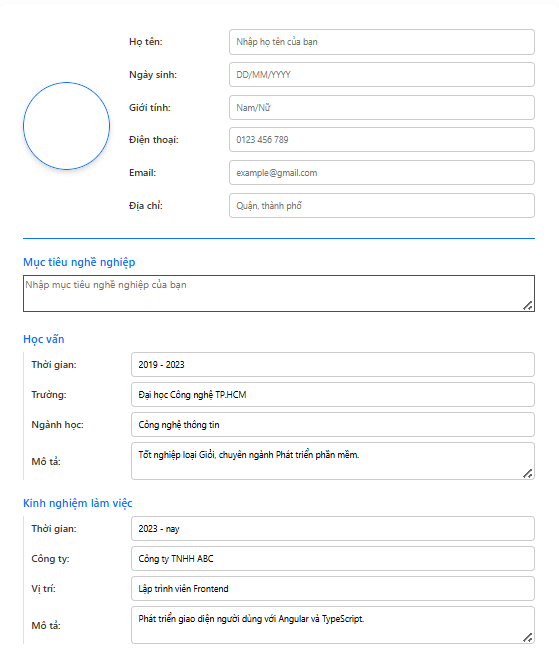 Họ tên: Nhập họ tên của bạn
Ngày sinh: DD/MM/YYYY
Giới tính: Nam/Nữ
Điện thoại: 0123 456 789
Email: example@gmail.com
Địa chỉ: Quận, thành phố
Mục tiêu nghề nghiệp
Nhập mục tiêu nghề nghiệp của bạn
Học vấn
Thời gian: 2019 - 2023
Trường: Đại học Công nghệ TP.HCM
Ngành học: Công nghệ thông tin
Mô tả: Tốt nghiệp loại Giỏi, chuyên ngành Phát triển phần mềm.
Kinh nghiệm làm việc
Thời gian: 2023 - nay
Công ty: Công ty TNHH ABC
Vị trí: Lập trình viên Frontend
Mô tả: Phát triển giao diện người dùng với Angular và TypeScript.